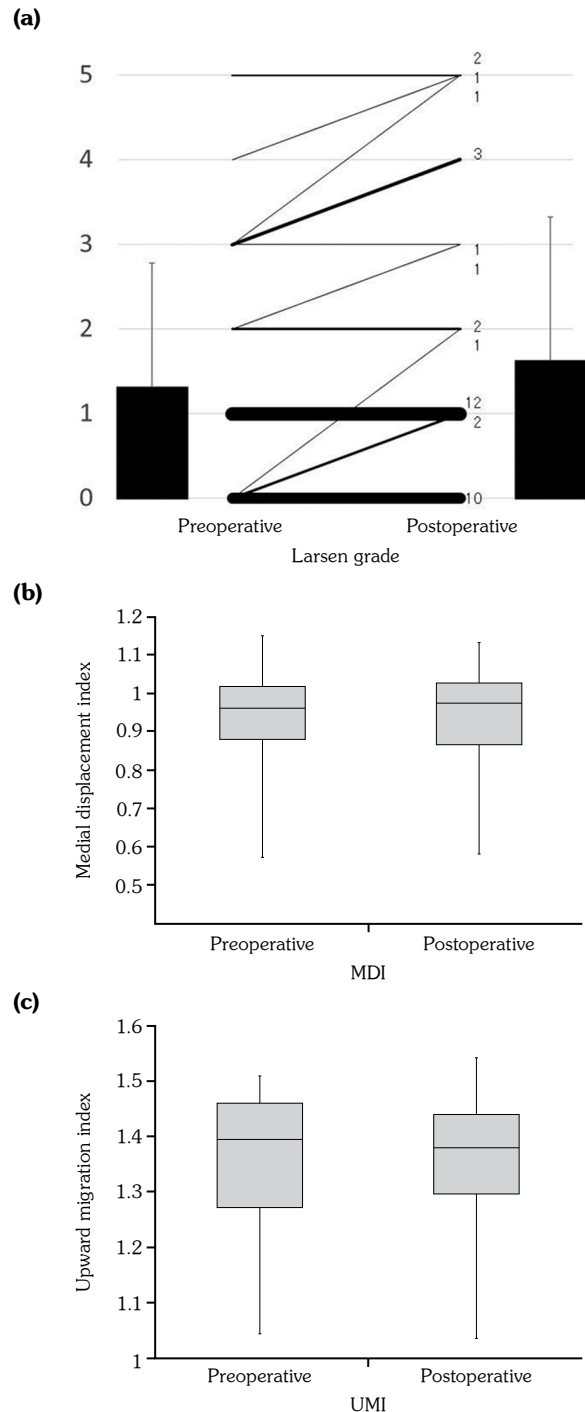 (a)
2
5
1
1
4
3
3
1
1
2
2
1
1
12
2
0
10
Preoperative Postoperative
Larsen grade
(b)
1.2
1.1
1
0.9
0.8
0.7
0.6
0.5
Medial displacement index
Preoperative Postoperative
MDI
(c)
1.6
1.5
1.4
1.3
1.2
1.1
1
Upward migration index
Preoperative Postoperative
UMI